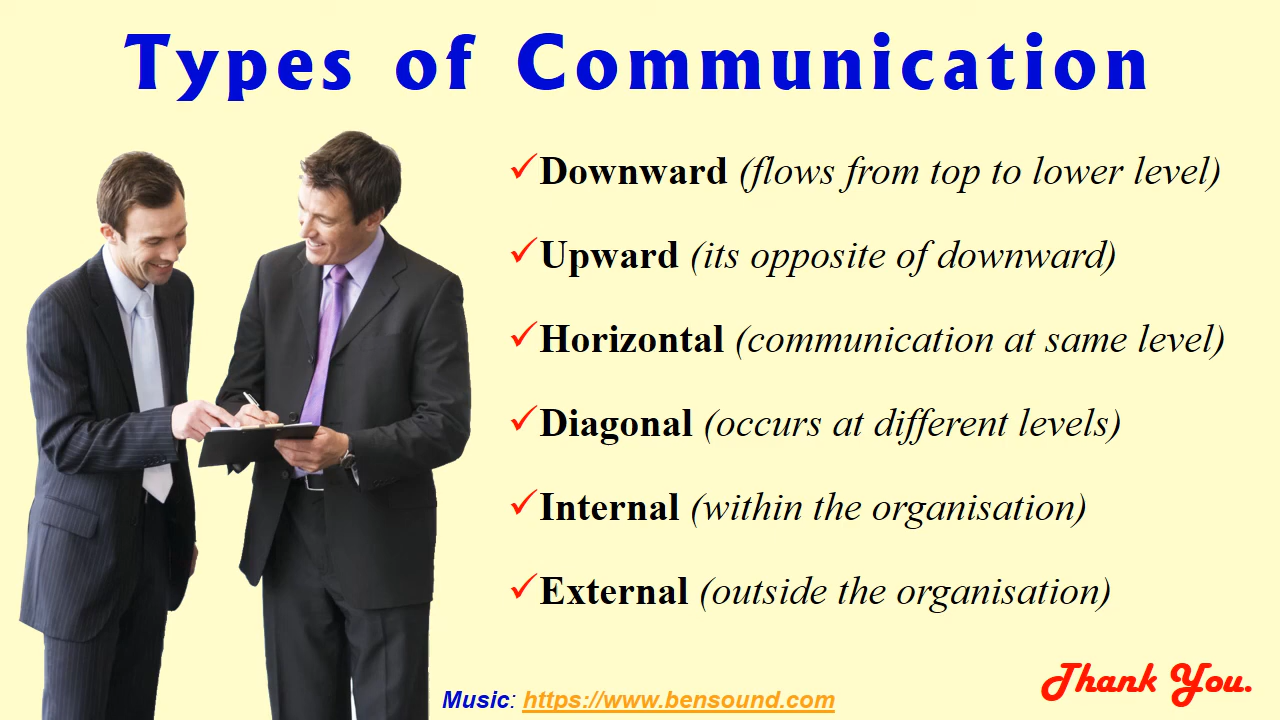 Types of Communication
✓Downward (flows from top to lower level)
✓Upward (its opposite of downward)
✓Horizontal (communication at same level)
✓Diagonal (occurs at different levels)
✓Internal (within the organisation)
✓External (outside the organisation)
Thank You.
Music: https://www.bensound.com